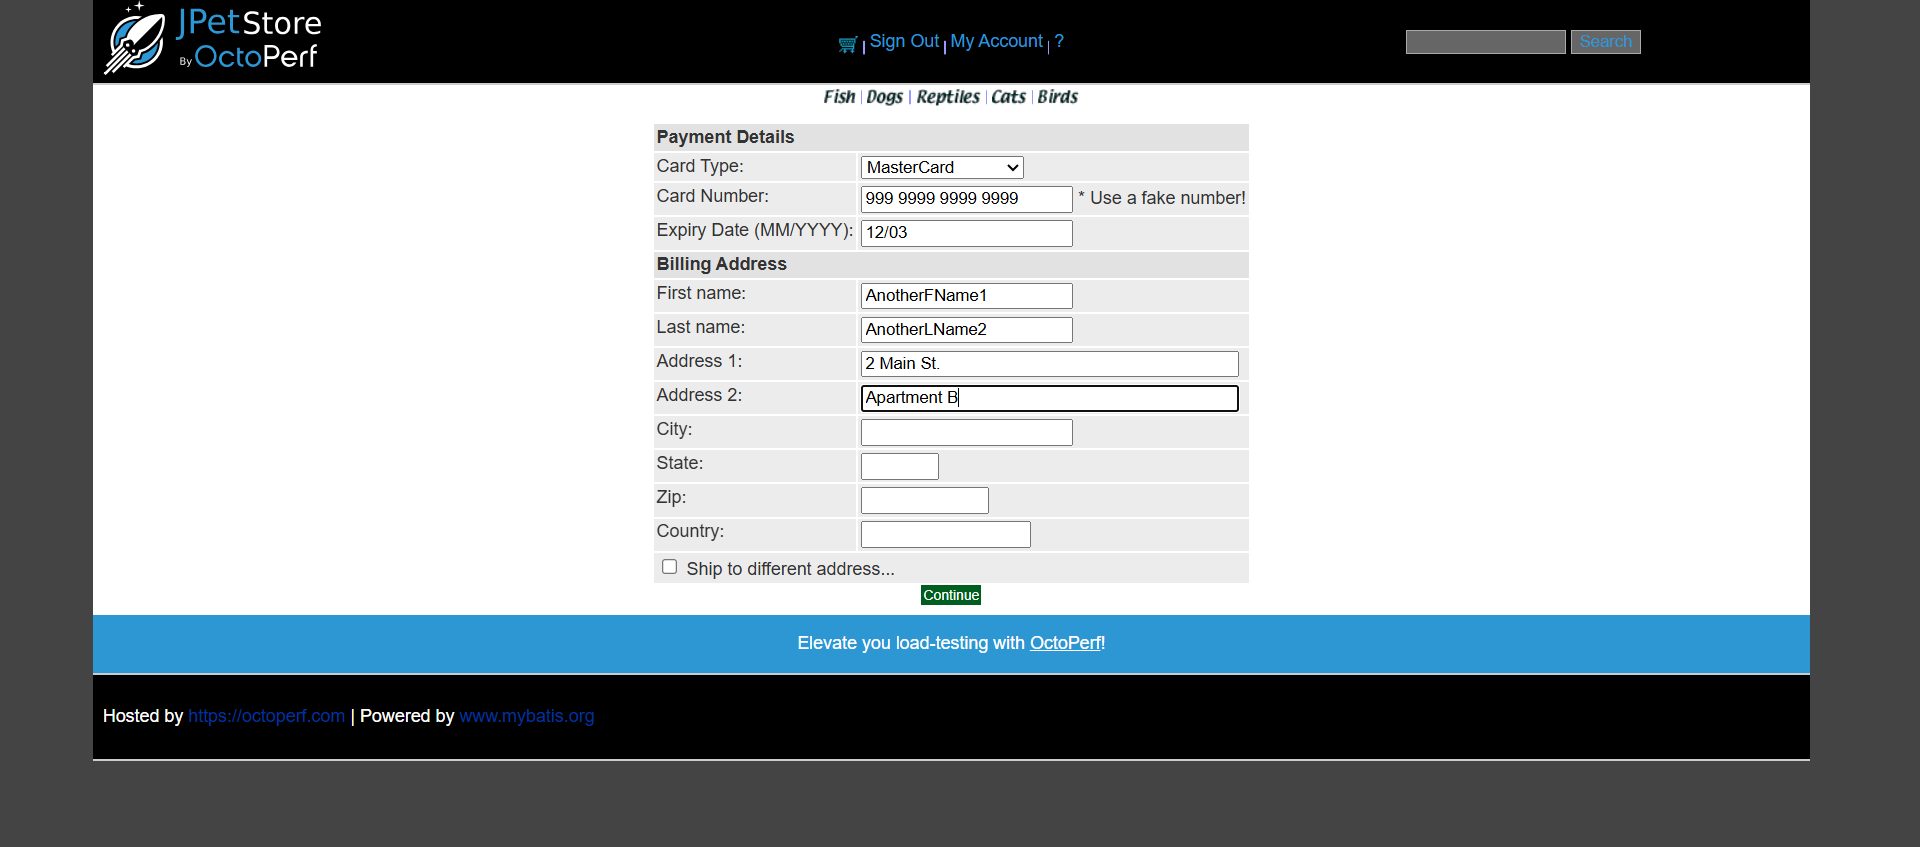 JPetStore
By OctoPerf
Sign Out | My Account | ?
Search
Fish | Dogs | Reptiles | Cats | Birds
Payment Details
Card Type: MasterCard
Card Number: 999 9999 9999 9999 * Use a fake number!
Expiry Date (MM/YYYY): 12/03
Billing Address
First name: AnotherFName1
Last name: AnotherLName2
Address 1: 2 Main St.
Address 2: Apartment B
City:
State:
Zip:
Country:
Ship to different address...
Continue
Elevate you load-testing with OctoPerf!
Hosted by https://octoperf.com | Powered by www.mybatis.org